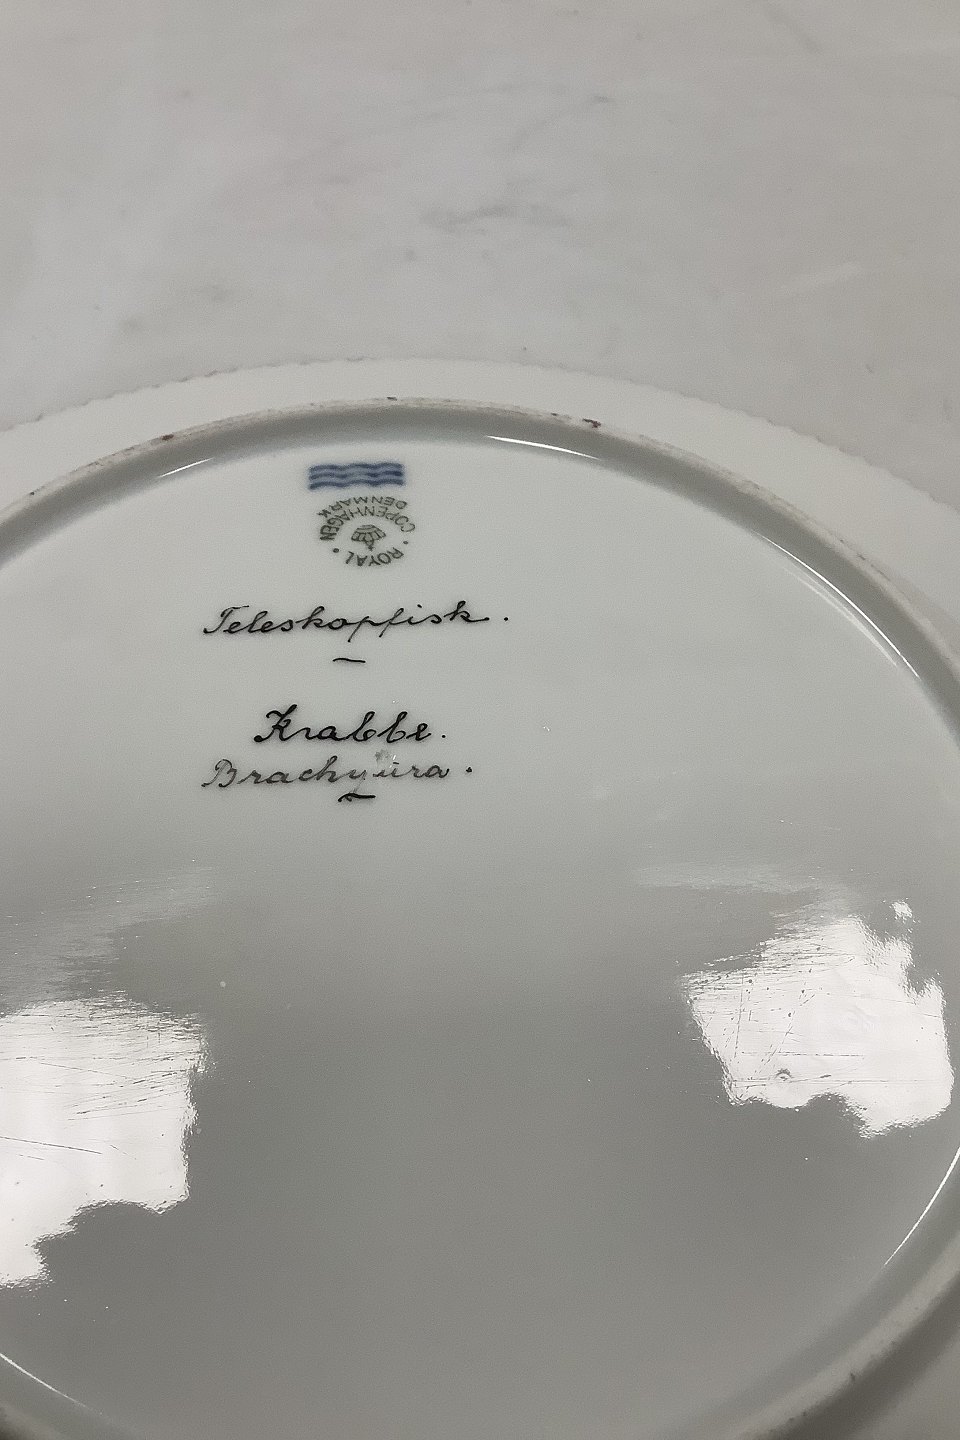 ROYAL
COPENHAGEN
DENMARK
Teleskopfisk.
Krabbe.
Brachyura.